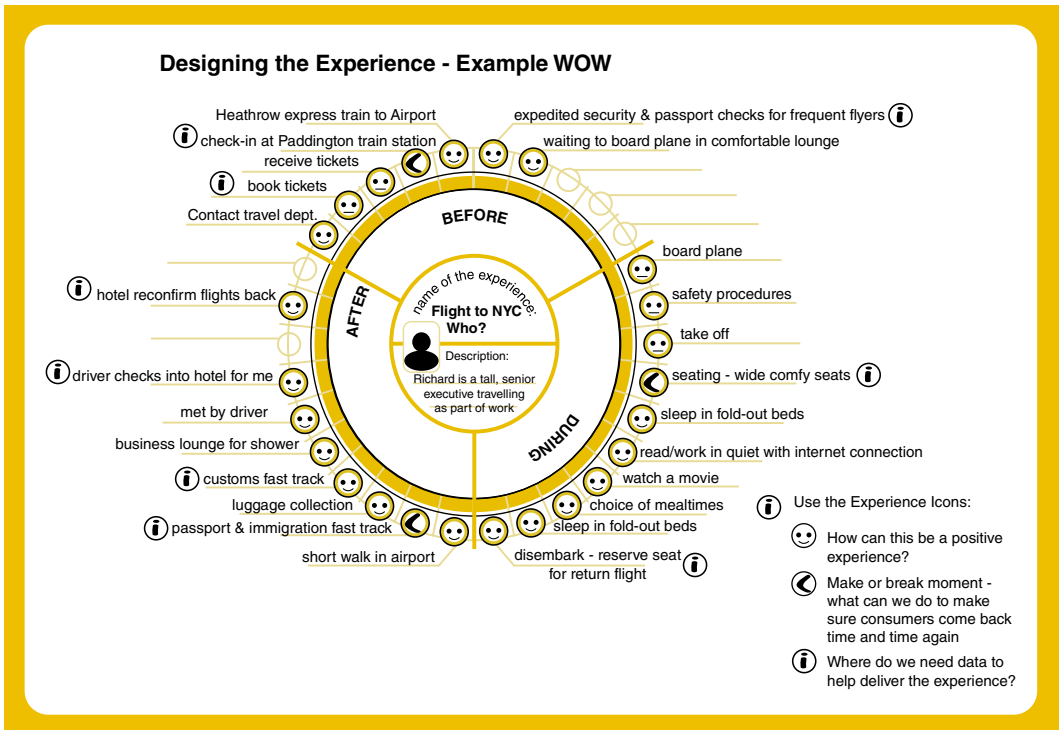 Designing the Experience - Example WOW
Heathrow express train to Airport
check-in at Paddington train station
receive tickets
book tickets
Contact travel dept.
expedited security & passport checks for frequent flyers
waiting to board plane in comfortable lounge
BEFORE
board plane
safety procedures
take off
seating - wide comfy seats
sleep in fold-out beds
read/work in quiet with internet connection
watch a movie
choice of mealtimes
sleep in fold-out beds
disembark - reserve seat
for return flight
DURING
short walk in airport
passport & immigration fast track
luggage collection
customs fast track
business lounge for shower
met by driver
driver checks into hotel for me
hotel reconfirm flights back
AFTER
name of the experience:
Flight to NYC
Who?
Description:
Richard is a tall, senior
executive travelling
as part of work
Use the Experience Icons:
How can this be a positive
experience?
Make or break moment -
what can we do to make
sure consumers come back
time and time again
Where do we need data to
help deliver the experience?